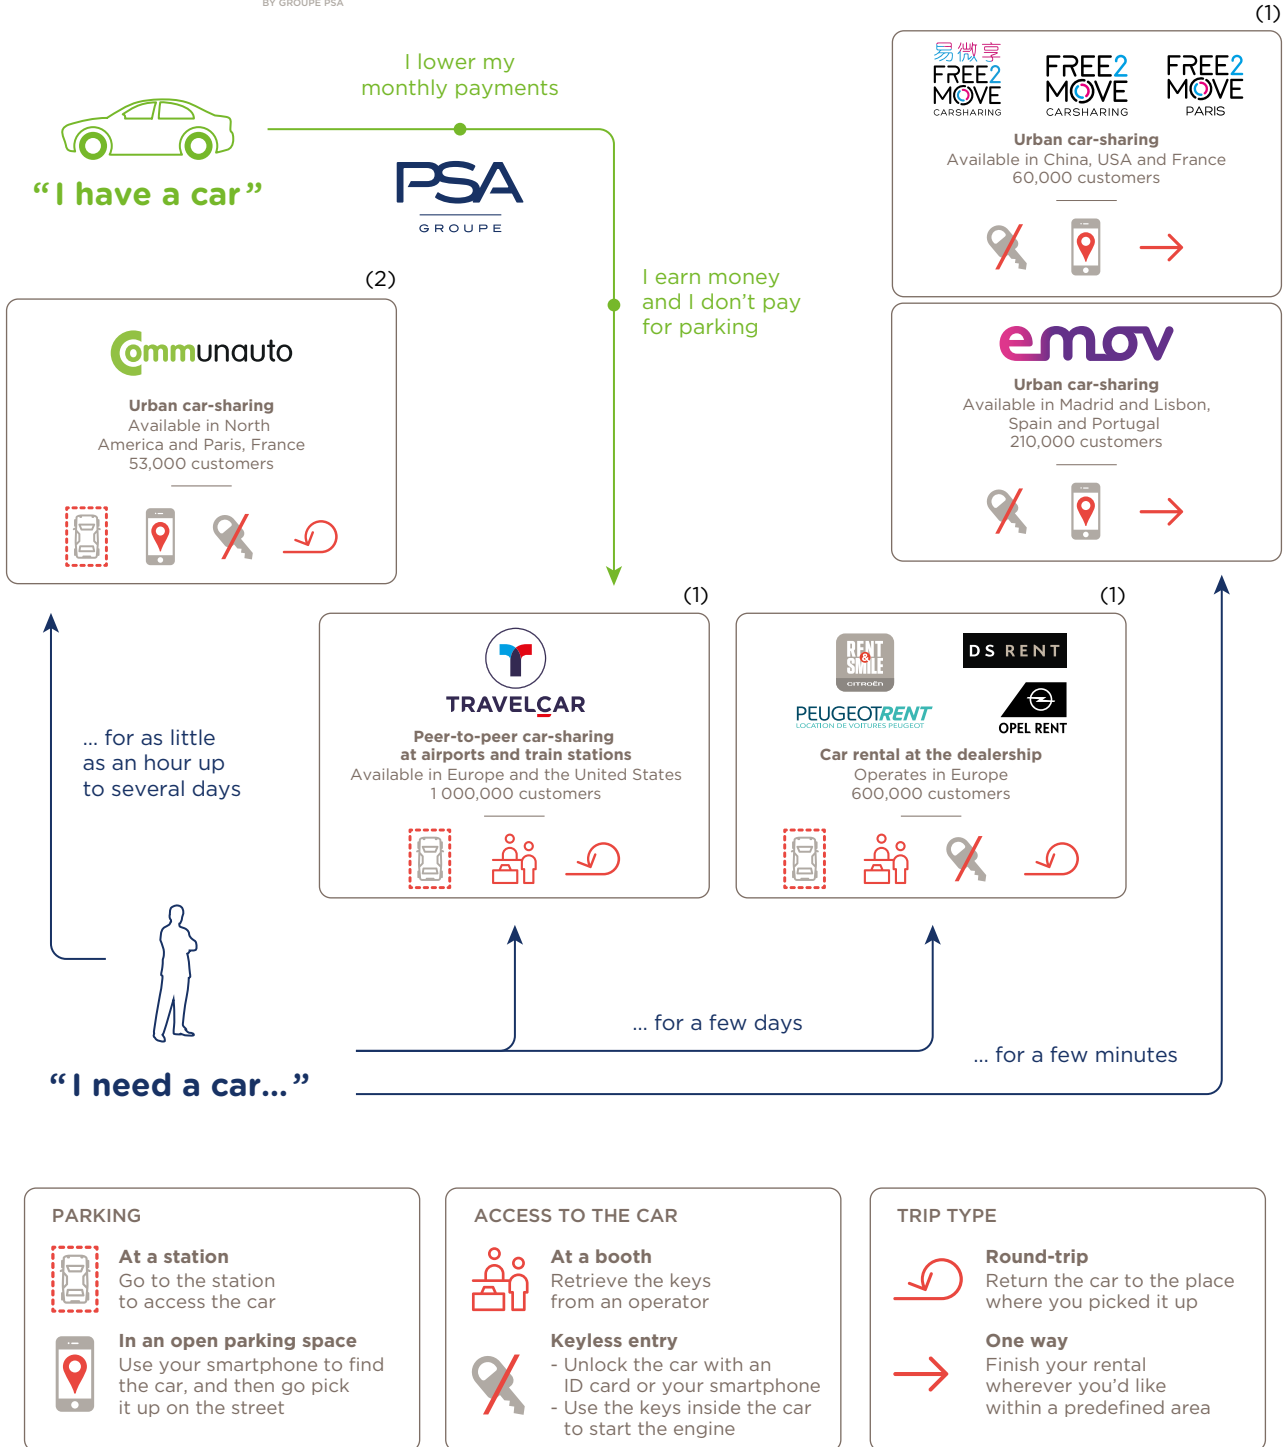 BY GROUPE PSA
I lower my
monthly payments
"I have a car"
PSA
GROUPE
I earn money
and I don't pay
for parking
(1)
易微享
FREE2
MOVE
CARSHARING
FREE2
MOVE
CARSHARING
FREE2
MOVE
PARIS
Urban car-sharing
Available in China, USA and France
60,000 customers
emov
Urban car-sharing
Available in Madrid and Lisbon,
Spain and Portugal
210,000 customers
(2)
Communauto
Urban car-sharing
Available in North
America and Paris, France
53,000 customers
(1)
TRAVELCAR
Peer-to-peer car-sharing
at airports and train stations
Available in Europe and the United States
1 000,000 customers
(1)
RENT
&
SMILE
CITROËN
DS RENT
PEUGEOTRENT
LOCATION DE VOITURES PEUGEOT
OPEL RENT
Car rental at the dealership
Operates in Europe
600,000 customers
... for as little
as an hour up
to several days
... for a few days
... for a few minutes
"I need a car..."
PARKING
At a station
Go to the station
to access the car
In an open parking space
Use your smartphone to find
the car, and then go pick
it up on the street
ACCESS TO THE CAR
At a booth
Retrieve the keys
from an operator
Keyless entry
- Unlock the car with an
ID card or your smartphone
- Use the keys inside the car
to start the engine
TRIP TYPE
Round-trip
Return the car to the place
where you picked it up
One way
Finish your rental
wherever you'd like
within a predefined area